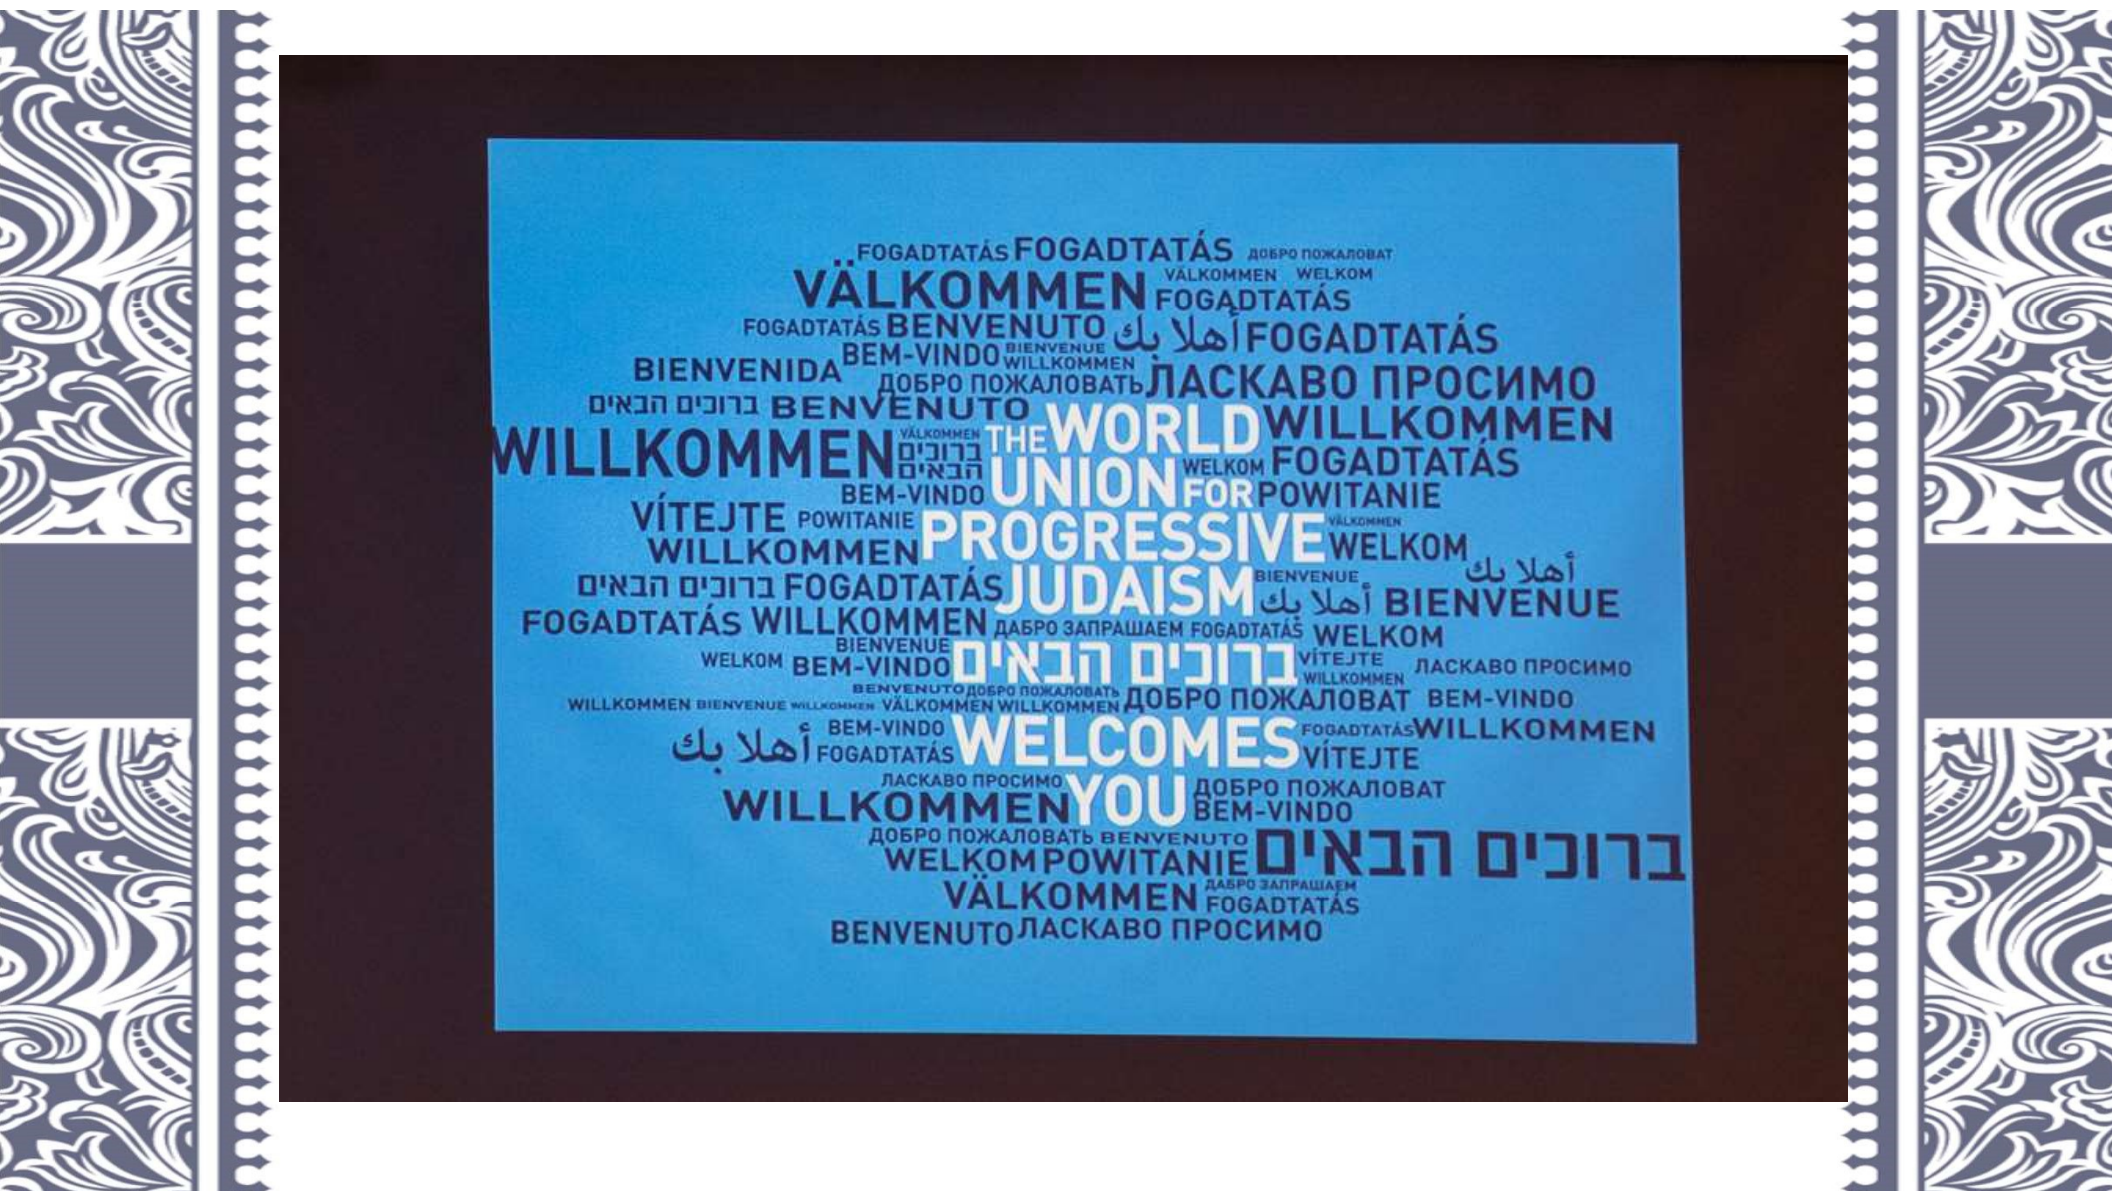 FOGADTATÁS FOGADTATÁS ДОБРО ПОЖАЛОВАТ
VÄLKOMMEN VÄLKOMMEN WELKOM
FOGADTATÁS
FOGADTATÁS BENVENUTO أهلا بك FOGADTATÁS
BEM-VINDO BIENVENUE
BIENVENIDA WILLKOMMEN
ДОБРО ПОЖАЛОВАТЬ ЛАСКАВО ПРОСИМО
ברוכים הבאים BENVENUTO
THE WORLD WILLKOMMEN
WILLKOMMEN VÄLKOMMEN
ברוכים
הבאים
UNION WELKOM FOGADTATÁS
BEM-VINDO FOR POWITANIE
VÍTEJTE POWITANIE PROGRESSIVE VÄLKOMMEN
WILLKOMMEN WELKOM
أهلا بك
ברוכים הבאים FOGADTATÁS JUDAISM BIENVENUE
أهلا بك BIENVENUE
FOGADTATÁS WILLKOMMEN ДАБРО ЗАПРАШАЕМ FOGADTATÁS WELKOM
BIENVENUE
WELKOM BEM-VINDO ברוכים הבאים VÍTEJTE ЛАСКАВО ПРОСИМО
WILLKOMMEN
BENVENUTO ДОБРО ПОЖАЛОВАТЬ
WILLKOMMEN BIENVENUE WILLKOMMEN VÄLKOMMEN WILLKOMMEN ДОБРО ПОЖАЛОВАТ BEM-VINDO
BEM-VINDO WELCOMES FOGADTATÁS WILLKOMMEN
أهلا بك FOGADTATÁS VÍTEJTE
ЛАСКАВО ПРОСИМО YOU ДОБРО ПОЖАЛОВАТ
WILLKOMMEN BEM-VINDO
ДОБРО ПОЖАЛОВАТЬ BENVENUTO ברוכים הבאים
WELKOM POWITANIE
VÄLKOMMEN ДАБРО ЗАПРАШАЕМ
FOGADTATÁS
BENVENUTO ЛАСКАВО ПРОСИМО